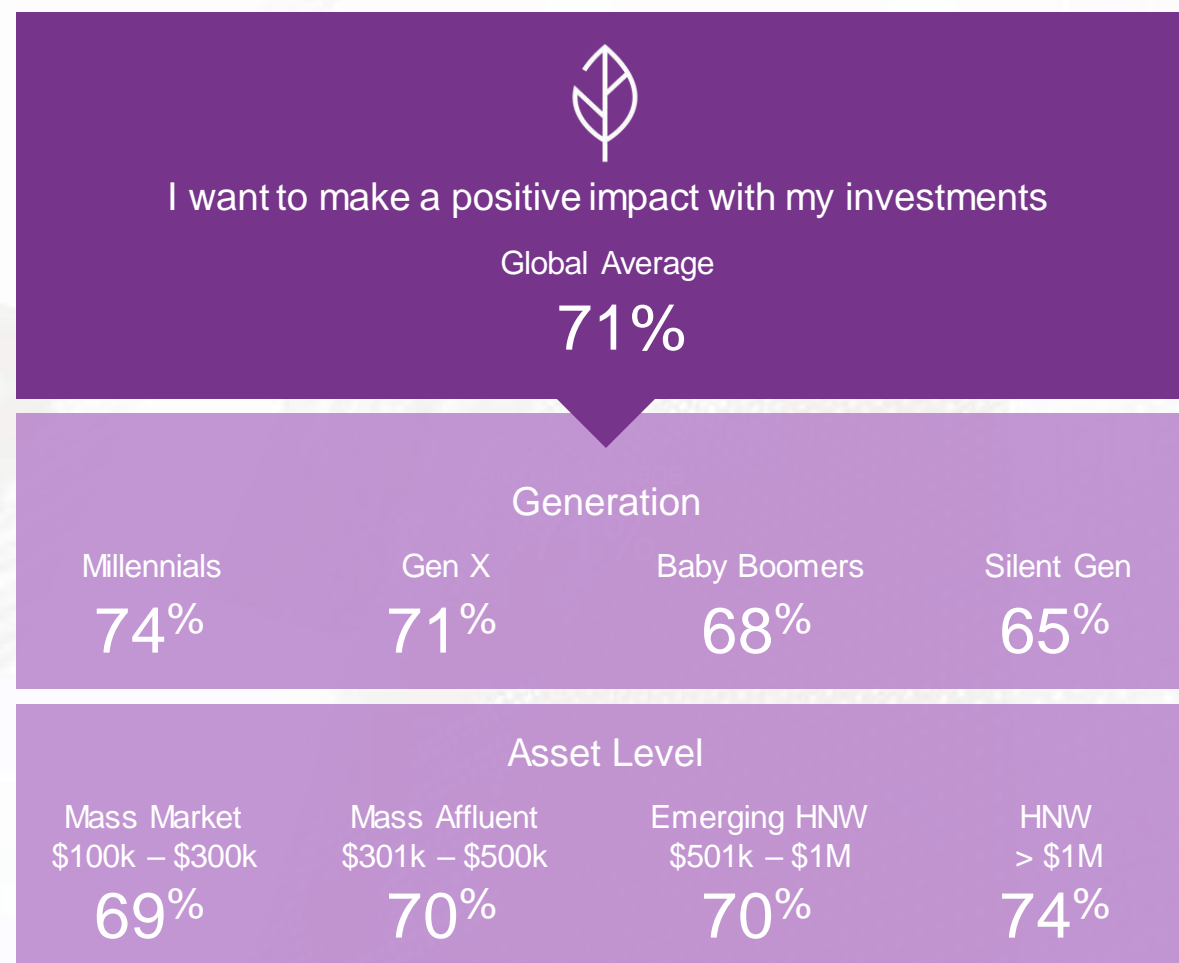 I want to make a positive impact with my investments
Global Average
71%
Generation
Millennials Gen X Baby Boomers Silent Gen
74% 71% 68% 65%
Asset Level
Mass Market Mass Affluent Emerging HNW HNW
$100k – $300k $301k – $500k $501k – $1M > $1M
69% 70% 70% 74%